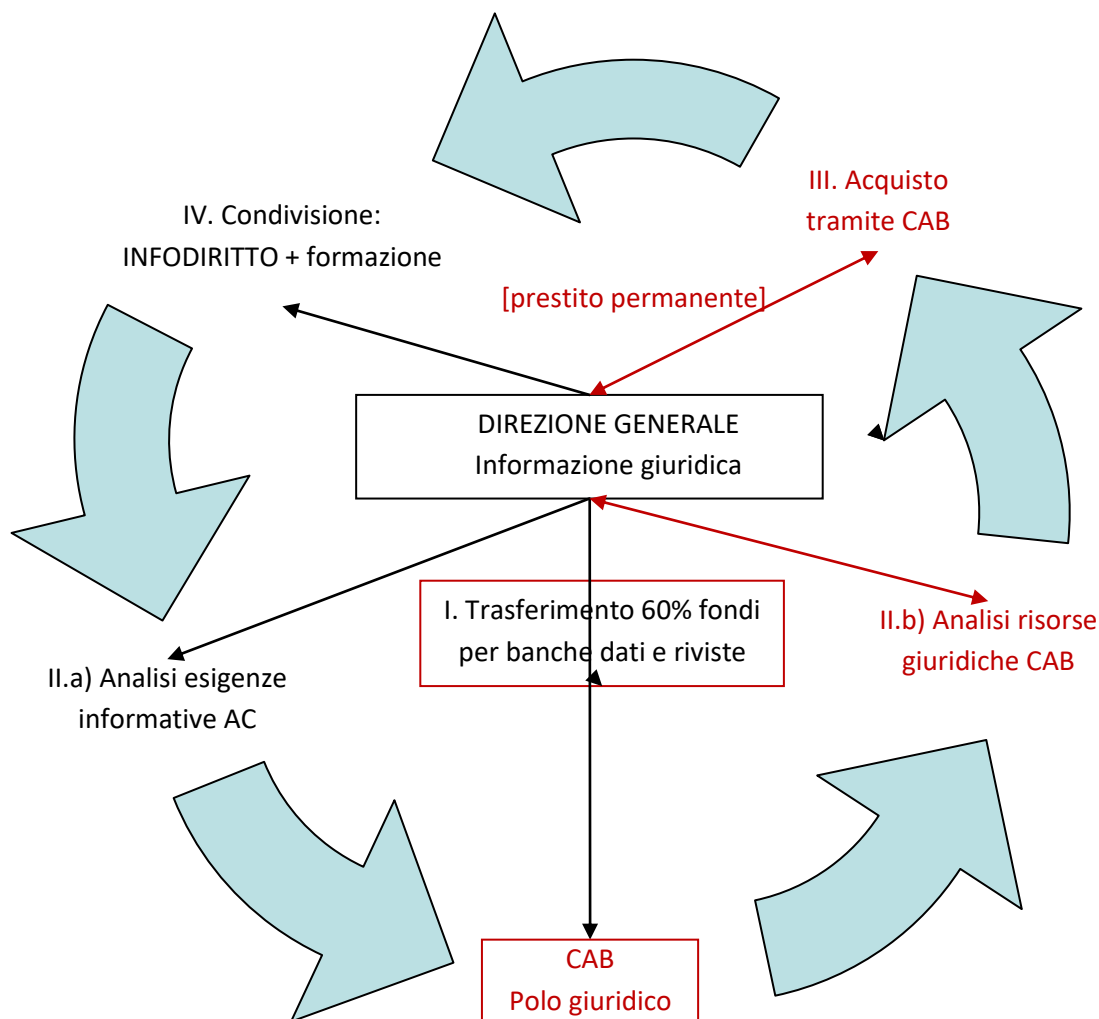 III. Acquisto
tramite CAB
IV. Condivisione:
INFODIRITTO + formazione
[prestito permanente]
DIREZIONE GENERALE
Informazione giuridica
I. Trasferimento 60% fondi
per banche dati e riviste
II.b) Analisi risorse
giuridiche CAB
II.a) Analisi esigenze
informative AC
CAB
Polo giuridico